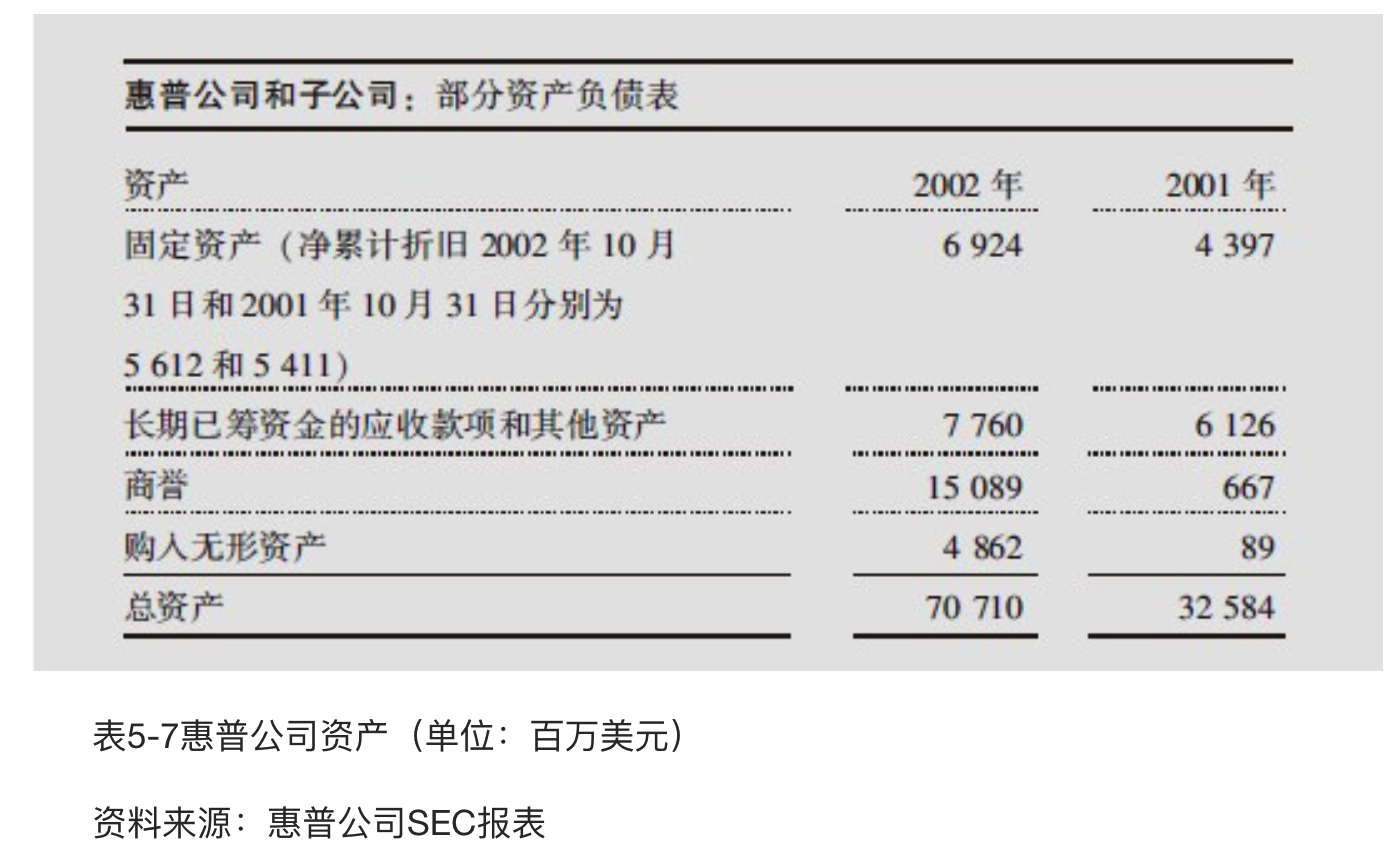 惠普公司和子公司：部分资产负债表
资产 2002 年 2001 年
固定资产（净累计折旧 2002 年 10 月 6 924 4 397
31 日和 2001 年 10 月 31 日分别为
5 612 和 5 411）
长期已筹资金的应收款项和其他资产 7 760 6 126
商誉 15 089 667
购入无形资产 4 862 89
总资产 70 710 32 584
表5-7惠普公司资产（单位：百万美元）
资料来源：惠普公司SEC报表